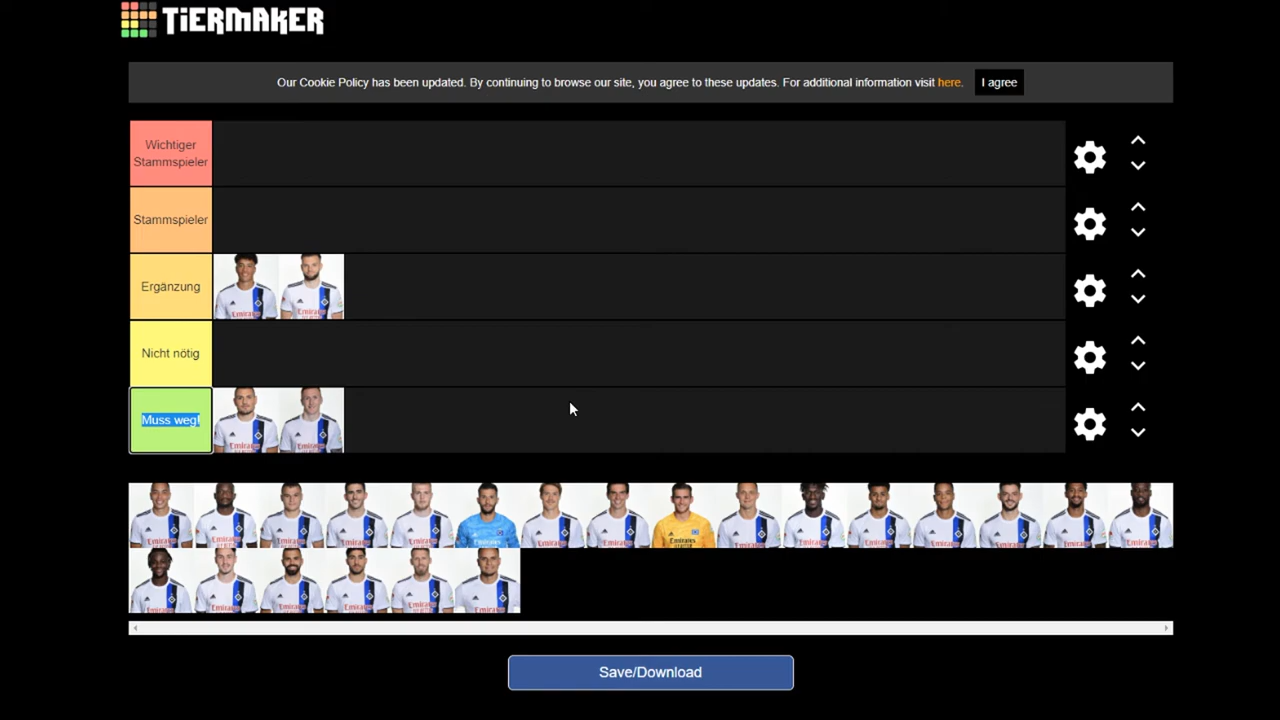 TiERMAKER
Our Cookie Policy has been updated. By continuing to browse our site, you agree to these updates. For additional information visit here. I agree
Wichtiger
Stammspieler
Stammspieler
Ergänzung
Nicht nötig
Muss weg!
Save/Download